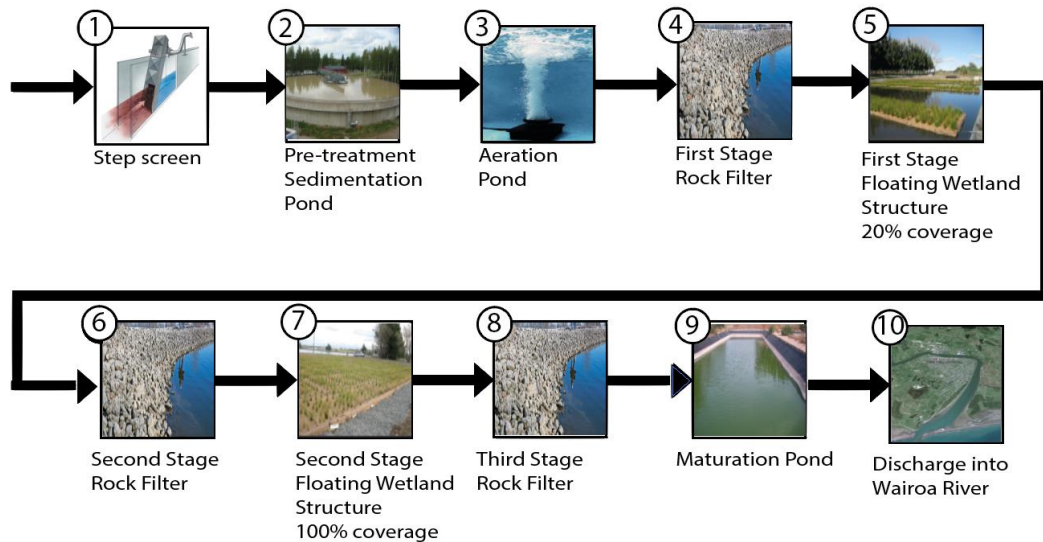 1
Step screen
2
Pre-treatment
Sedimentation
Pond
3
Aeration
Pond
4
First Stage
Rock Filter
5
First Stage
Floating Wetland
Structure
20% coverage
6
Second Stage
Rock Filter
7
Second Stage
Floating Wetland
Structure
100% coverage
8
Third Stage
Rock Filter
9
Maturation Pond
10
Discharge into
Wairoa River